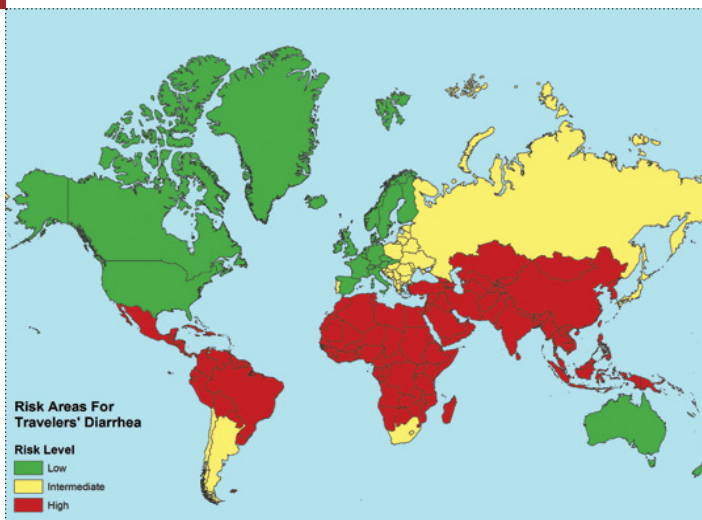 Risk Areas For
Travelers' Diarrhea
Risk Level
Low
Intermediate
High